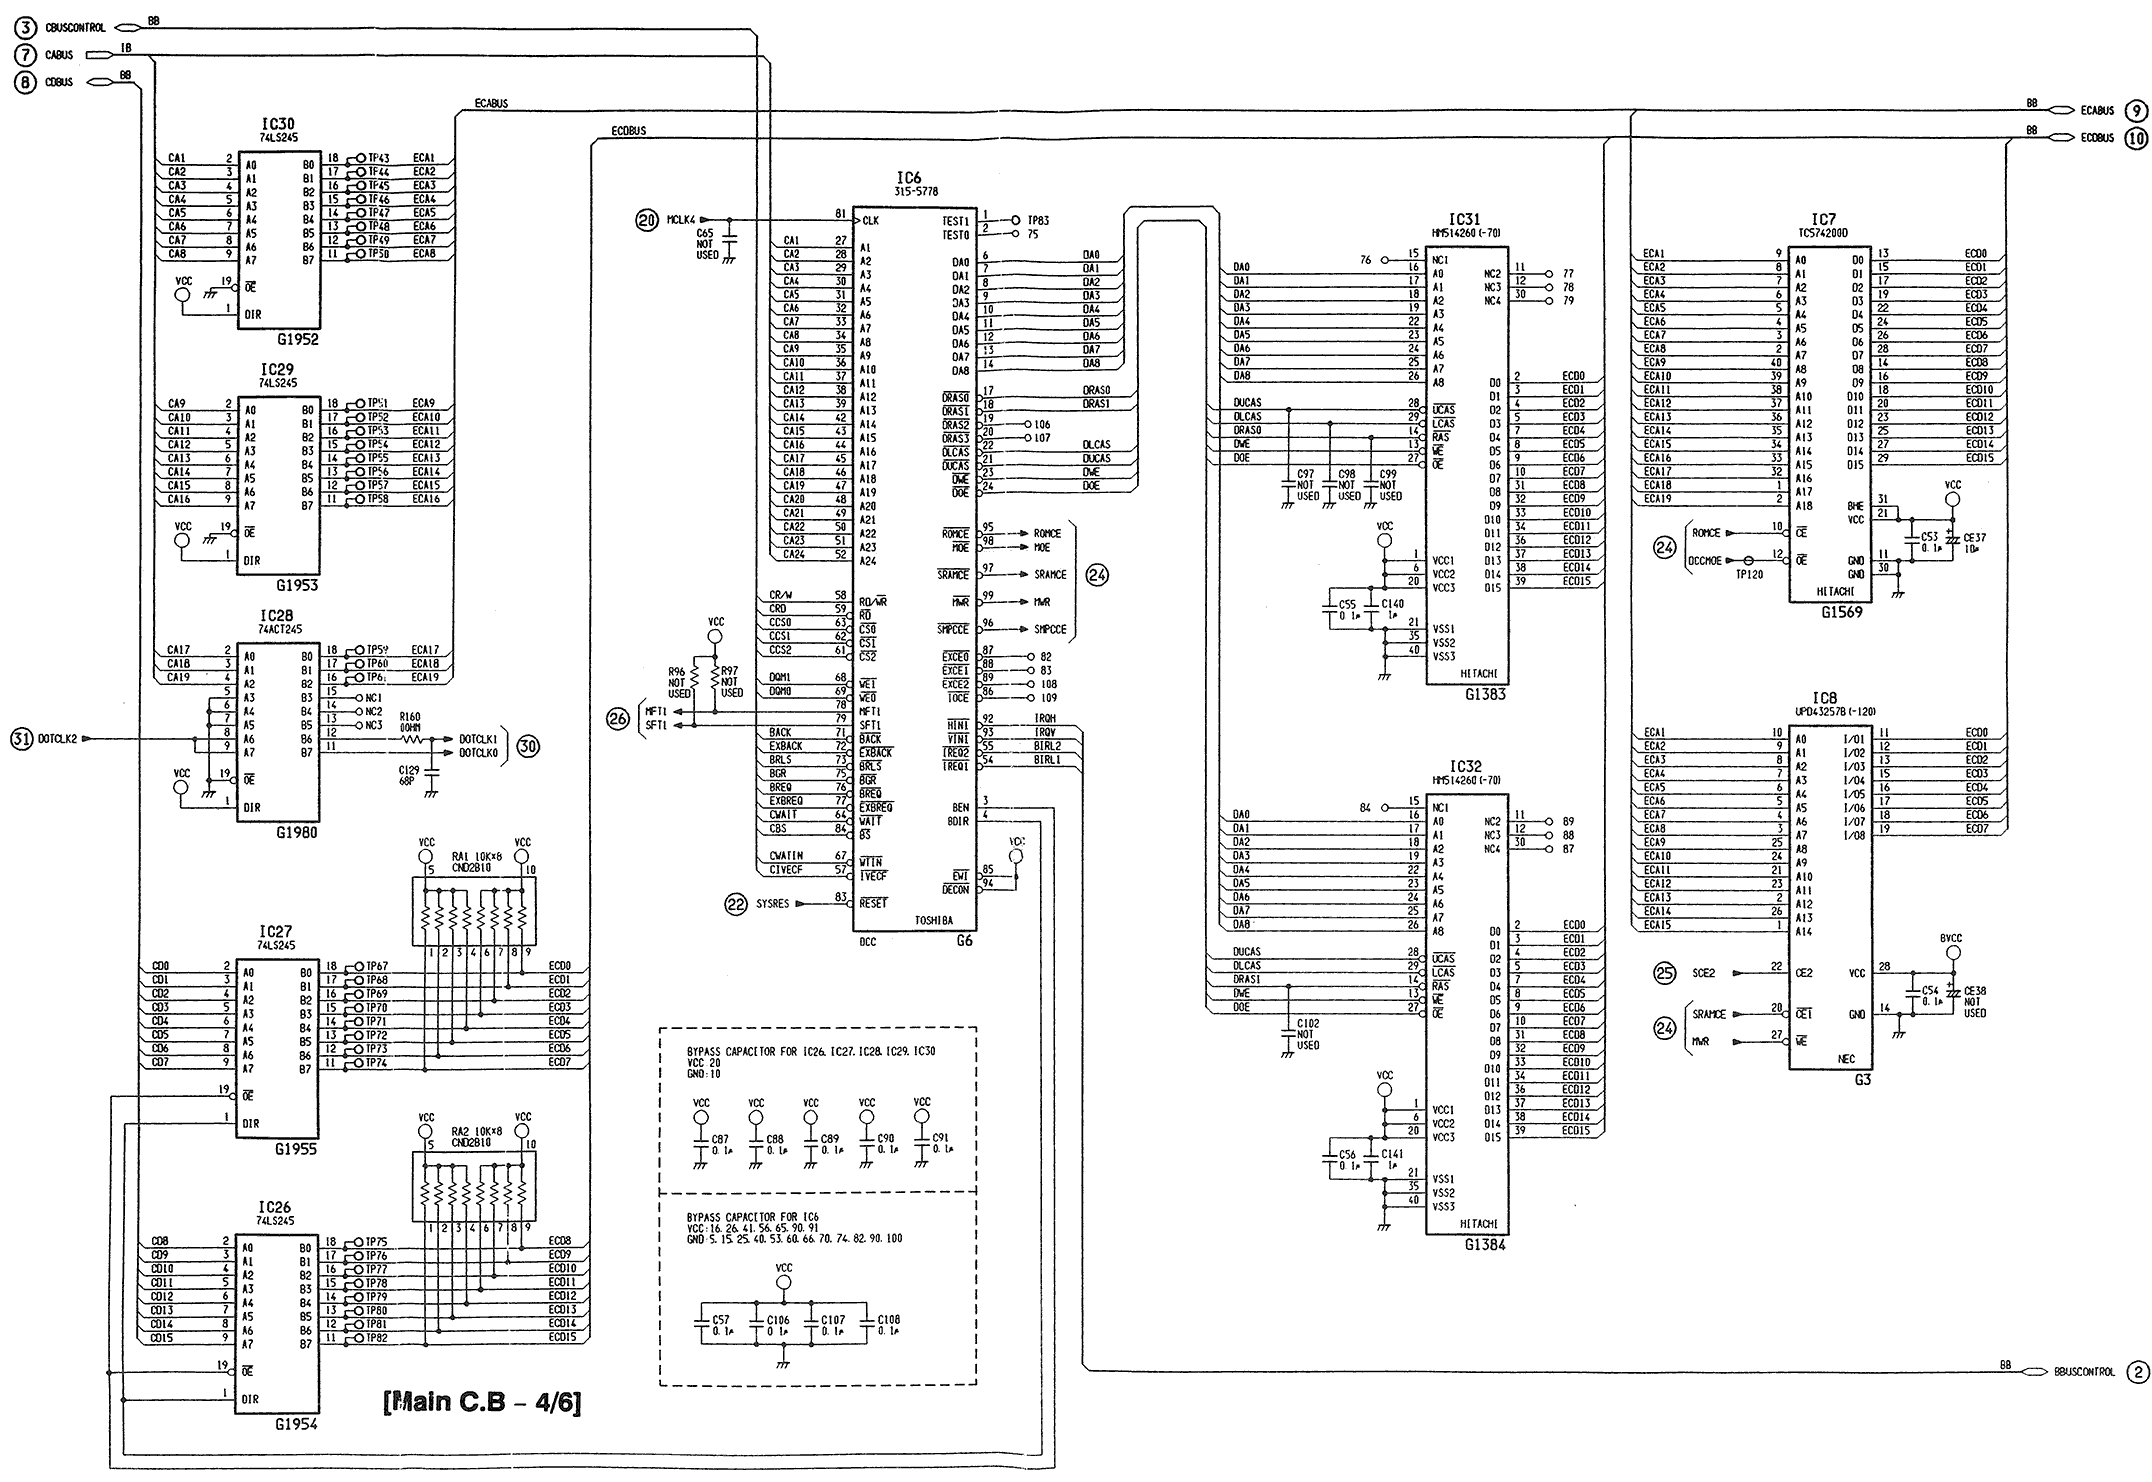 3 CBUSCONTROL BB
7 CABUS IB
8 CDBUS BB
ECABUS BB ECABUS 9
ECDBUS BB ECDBUS 10
IC30
74LS245
CA1 2 A0 B0 18 TP43 ECA1
CA2 3 A1 B1 17 TP44 ECA2
CA3 4 A2 B2 16 TP45 ECA3
CA4 5 A3 B3 15 TP46 ECA4
CA5 6 A4 B4 14 TP47 ECA5
CA6 7 A5 B5 13 TP48 ECA6
CA7 8 A6 B6 12 TP49 ECA7
CA8 9 A7 B7 11 TP50 ECA8
VCC 19 OE
1 DIR
G1952
IC29
74LS245
CA9 2 A0 B0 18 TP51 ECA9
CA10 3 A1 B1 17 TP52 ECA10
CA11 4 A2 B2 16 TP53 ECA11
CA12 5 A3 B3 15 TP54 ECA12
CA13 6 A4 B4 14 TP55 ECA13
CA14 7 A5 B5 13 TP56 ECA14
CA15 8 A6 B6 12 TP57 ECA15
CA16 9 A7 B7 11 TP58 ECA16
VCC 19 OE
1 DIR
G1953
IC28
74ACT245
CA17 2 A0 B0 18 TP59 ECA17
CA18 3 A1 B1 17 TP60 ECA18
CA19 4 A2 B2 16 TP61 ECA19
5 A3 B3 15 NC1
6 A4 B4 14 NC2
7 A5 B5 13 NC3
31 DOTCLK2 8 A6 B6 12 R160 0OHM DOTCLK1
9 A7 B7 11 DOTCLK0 30
C129 68P
VCC 19 OE
1 DIR
G1980
VCC VCC
RA1 10K×8
CND2B10
5 10
1 2 3 4 6 7 8 9
IC27
74LS245
CD0 2 A0 B0 18 TP67 ECD0
CD1 3 A1 B1 17 TP68 ECD1
CD2 4 A2 B2 16 TP69 ECD2
CD3 5 A3 B3 15 TP70 ECD3
CD4 6 A4 B4 14 TP71 ECD4
CD5 7 A5 B5 13 TP72 ECD5
CD6 8 A6 B6 12 TP73 ECD6
CD7 9 A7 B7 11 TP74 ECD7
19 OE
1 DIR
G1955
VCC VCC
RA2 10K×8
CND2B10
5 10
1 2 3 4 6 7 8 9
IC26
74LS245
CD8 2 A0 B0 18 TP75 ECD8
CD9 3 A1 B1 17 TP76 ECD9
CD10 4 A2 B2 16 TP77 ECD10
CD11 5 A3 B3 15 TP78 ECD11
CD12 6 A4 B4 14 TP79 ECD12
CD13 7 A5 B5 13 TP80 ECD13
CD14 8 A6 B6 12 TP81 ECD14
CD15 9 A7 B7 11 TP82 ECD15
19 OE
1 DIR
G1954
[Main C.B – 4/6]
IC6
315-5778
20 MCLK4 81 CLK
C65 NOT USED
CA1 27 A1
CA2 28 A2
CA3 29 A3
CA4 30 A4
CA5 31 A5
CA6 32 A6
CA7 33 A7
CA8 34 A8
CA9 35 A9
CA10 36 A10
CA11 37 A11
CA12 38 A12
CA13 39 A13
CA14 42 A14
CA15 43 A15
CA16 44 A16
CA17 45 A17
CA18 46 A18
CA19 47 A19
CA20 48 A20
CA21 49 A21
CA22 50 A22
CA23 51 A23
CA24 52 A24
CR/W 58 RD/WR
CRD 59 RD
CCS0 63 CS0
CCS1 62 CS1
CCS2 61 CS2
VCC
R96 NOT USED
R97 NOT USED
DQM1 68 WE1
DQM0 69 WE0
26 MFT1 78 MFT1
SFT1 79 SFT1
BACK 71 BACK
EXBACK 72 EXBACK
BRLS 73 BRLS
BGR 75 BGR
BREQ 76 BREQ
EXBREQ 77 EXBREQ
CWAIT 64 WAIT
CBS 84 BS
CWATIN 67 WTIN
CIVECF 57 IVECF
22 SYSRES 83 RESET
TEST1 1 TP83
TEST0 2 75
DA0 6 DA0
DA1 7 DA1
DA2 8 DA2
DA3 9 DA3
DA4 10 DA4
DA5 11 DA5
DA6 12 DA6
DA7 13 DA7
DA8 14 DA8
DRAS0 17 DRAS0
DRAS1 18 DRAS1
DRAS2 19 106
DRAS3 20 107
DLCAS 22 DLCAS
DUCAS 21 DUCAS
DWE 23 DWE
DOE 24 DOE
ROMCE 95 ROMCE
MOE 98 MOE
SRAMCE 97 SRAMCE 24
MWR 99 MWR
SMPCCE 96 SMPCCE
EXCE0 87 82
EXCE1 88 83
EXCE2 89 108
IOCE 86 109
HIN1 92 IRQH
VIN1 93 IRQV
IREQ2 55 BIRL2
IREQ1 54 BIRL1
BEN 3
BDIR 4
VCC
EWI 85
DECON 94
TOSHIBA
DCC G6
BYPASS CAPACITOR FOR IC26. IC27. IC28. IC29. IC30
VCC 20
GND:10
VCC VCC VCC VCC VCC
C87 0.1μ C88 0.1μ C89 0.1μ C90 0.1μ C91 0.1μ
BYPASS CAPACITOR FOR IC6
VCC:16. 26. 41. 56. 65. 90. 91
GND:5. 15. 25. 40. 53. 60. 66. 70. 74. 82. 90. 100
VCC
C57 0.1μ C106 0.1μ C107 0.1μ C108 0.1μ
IC31
HM514260(-70)
76 15 NC1
DA0 16 A0 NC2 11 77
DA1 17 A1 NC3 12 78
DA2 18 A2 NC4 30 79
DA3 19 A3
DA4 22 A4
DA5 23 A5
DA6 24 A6
DA7 25 A7
DA8 26 A8
DUCAS 28 UCAS
DLCAS 29 LCAS
DRAS0 14 RAS
DWE 13 WE
DOE 27 OE
C97 NOT USED
C98 NOT USED
C99 NOT USED
D0 2 ECD0
D1 3 ECD1
D2 4 ECD2
D3 5 ECD3
D4 7 ECD4
D5 8 ECD5
D6 9 ECD6
D7 10 ECD7
D8 31 ECD8
D9 32 ECD9
D10 33 ECD10
D11 34 ECD11
D12 36 ECD12
D13 37 ECD13
D14 38 ECD14
D15 39 ECD15
VCC
1 VCC1
6 VCC2
20 VCC3
C55 0.1μ C140 1μ
21 VSS1
35 VSS2
40 VSS3
HITACHI
G1383
IC32
HM514260(-70)
84 15 NC1
DA0 16 A0 NC2 11 89
DA1 17 A1 NC3 12 88
DA2 18 A2 NC4 30 87
DA3 19 A3
DA4 22 A4
DA5 23 A5
DA6 24 A6
DA7 25 A7
DA8 26 A8
DUCAS 28 UCAS
DLCAS 29 LCAS
DRAS1 14 RAS
DWE 13 WE
DOE 27 OE
C102 NOT USED
D0 2 ECD0
D1 3 ECD1
D2 4 ECD2
D3 5 ECD3
D4 7 ECD4
D5 8 ECD5
D6 9 ECD6
D7 10 ECD7
D8 31 ECD8
D9 32 ECD9
D10 33 ECD10
D11 34 ECD11
D12 36 ECD12
D13 37 ECD13
D14 38 ECD14
D15 39 ECD15
VCC
1 VCC1
6 VCC2
20 VCC3
C56 0.1μ C141 1μ
21 VSS1
35 VSS2
40 VSS3
HITACHI
G1384
IC7
TC574200D
ECA1 9 A0 D0 13 ECD0
ECA2 8 A1 D1 15 ECD1
ECA3 7 A2 D2 17 ECD2
ECA4 6 A3 D3 19 ECD3
ECA5 5 A4 D4 22 ECD4
ECA6 4 A5 D5 24 ECD5
ECA7 3 A6 D6 26 ECD6
ECA8 2 A7 D7 28 ECD7
ECA9 40 A8 D8 14 ECD8
ECA10 39 A9 D9 16 ECD9
ECA11 38 A10 D10 18 ECD10
ECA12 37 A11 D11 20 ECD11
ECA13 36 A12 D12 23 ECD12
ECA14 35 A13 D13 25 ECD13
ECA15 34 A14 D14 27 ECD14
ECA16 33 A15 D15 29 ECD15
ECA17 32 A16
ECA18 1 A17
ECA19 2 A18
BHE 31
VCC 21
VCC
C53 0.1μ CE37 10μ
24 ROMCE 10 CE
DCCMOE TP120 12 OE
GND 11
GND 30
HITACHI
G1569
IC8
UPD43257B(-120)
ECA1 10 A0 I/O1 11 ECD0
ECA2 9 A1 I/O2 12 ECD1
ECA3 8 A2 I/O3 13 ECD2
ECA4 7 A3 I/O4 15 ECD3
ECA5 6 A4 I/O5 16 ECD4
ECA6 5 A5 I/O6 17 ECD5
ECA7 4 A6 I/O7 18 ECD6
ECA8 3 A7 I/O8 19 ECD7
ECA9 25 A8
ECA10 24 A9
ECA11 21 A10
ECA12 23 A11
ECA13 2 A12
ECA14 26 A13
ECA15 1 A14
BVCC
25 SCE2 22 CE2 VCC 28
C54 0.1μ CE38 NOT USED
24 SRAMCE 20 CE1 GND 14
MWR 27 WE
NEC
G3
BB BBUSCONTROL 2